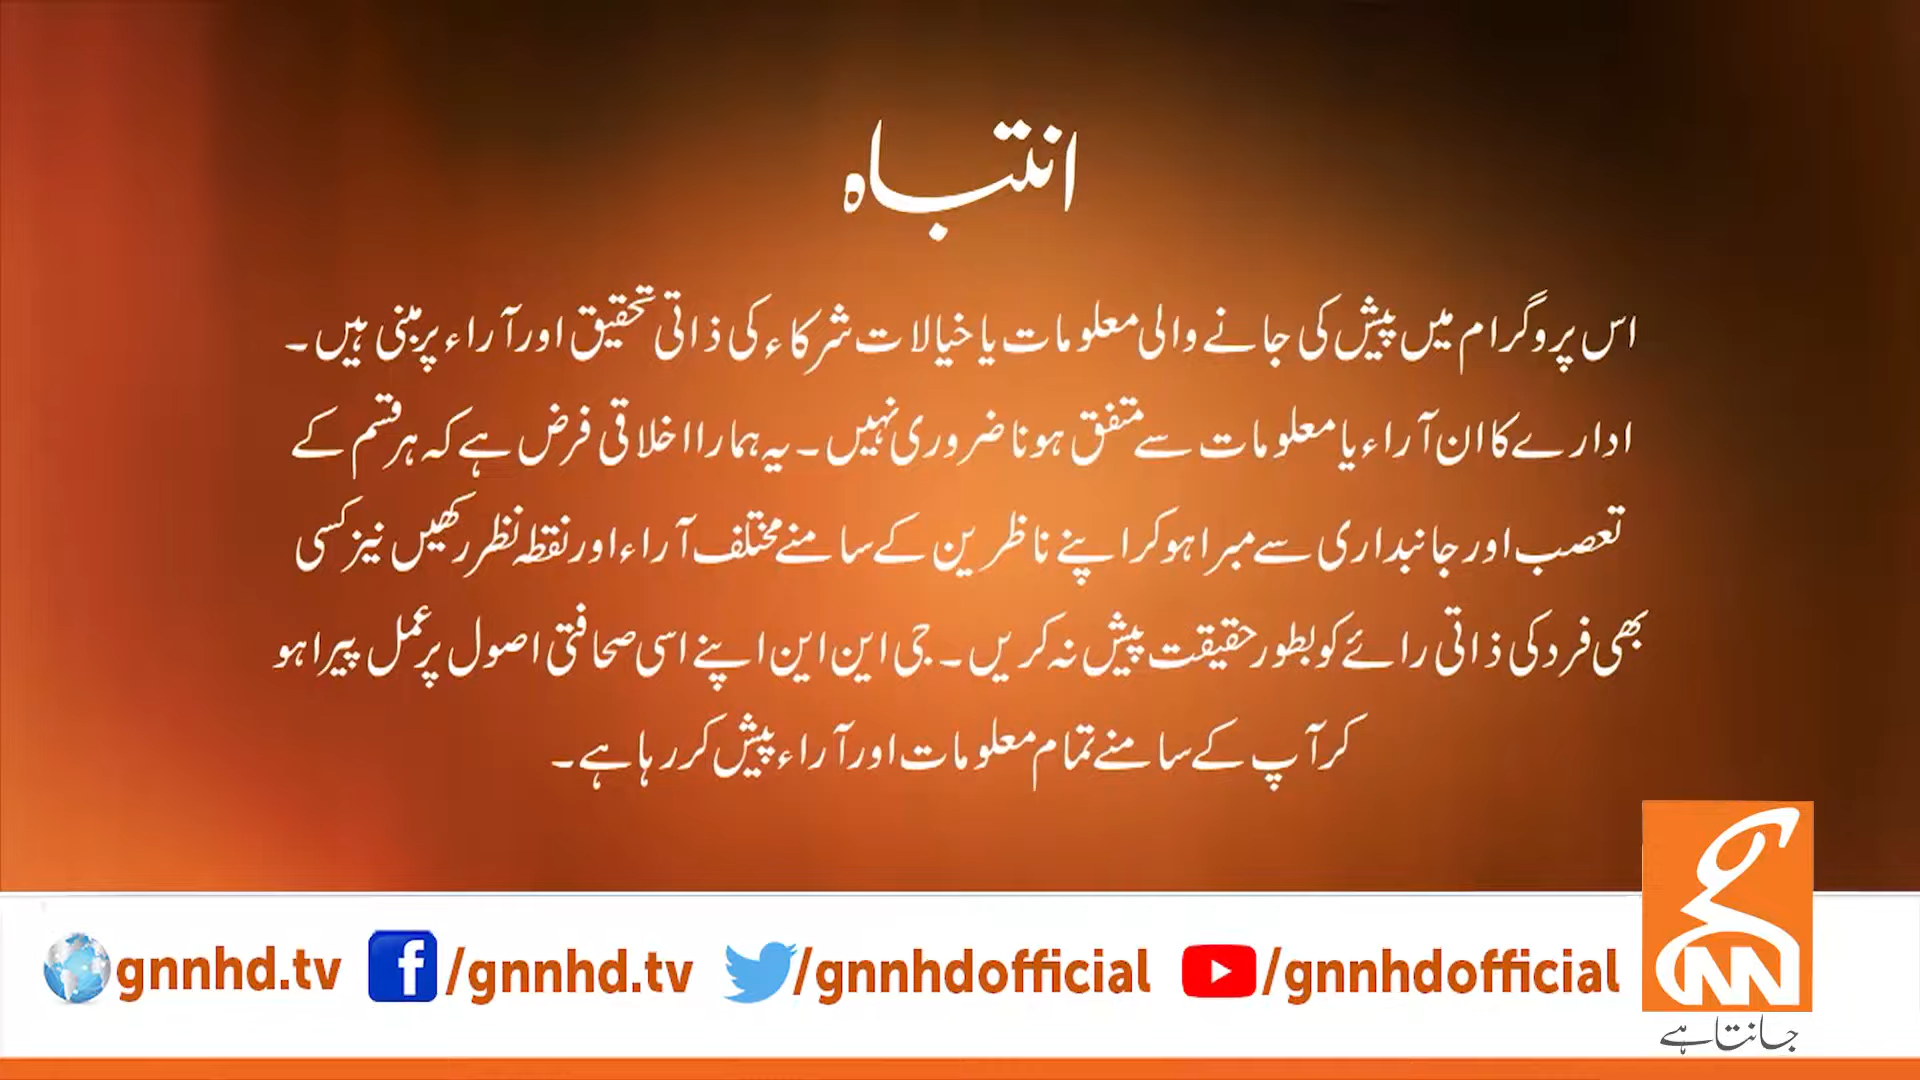 انتباہ
اس پروگرام میں پیش کی جانے والی معلومات یا خیالات شرکاء کی ذاتی تحقیق اور آراء پر مبنی ہیں۔
ادارے کا ان آراء یا معلومات سے متفق ہونا ضروری نہیں۔ یہ ہمارا اخلاقی فرض ہے کہ ہر قسم کے
تعصب اور جانبداری سے مبرا ہو کر اپنے ناظرین کے سامنے مختلف آراء اور نقطہ نظر رکھیں نیز کسی
بھی فرد کی ذاتی رائے کو بطور حقیقت پیش نہ کریں۔ جی این این اپنے اسی صحافتی اصول پر عمل پیرا ہو
کر آپ کے سامنے تمام معلومات اور آراء پیش کر رہا ہے۔
gnnhd.tv /gnnhd.tv /gnnhdofficial /gnnhdofficial
GNN
جانتا ہے